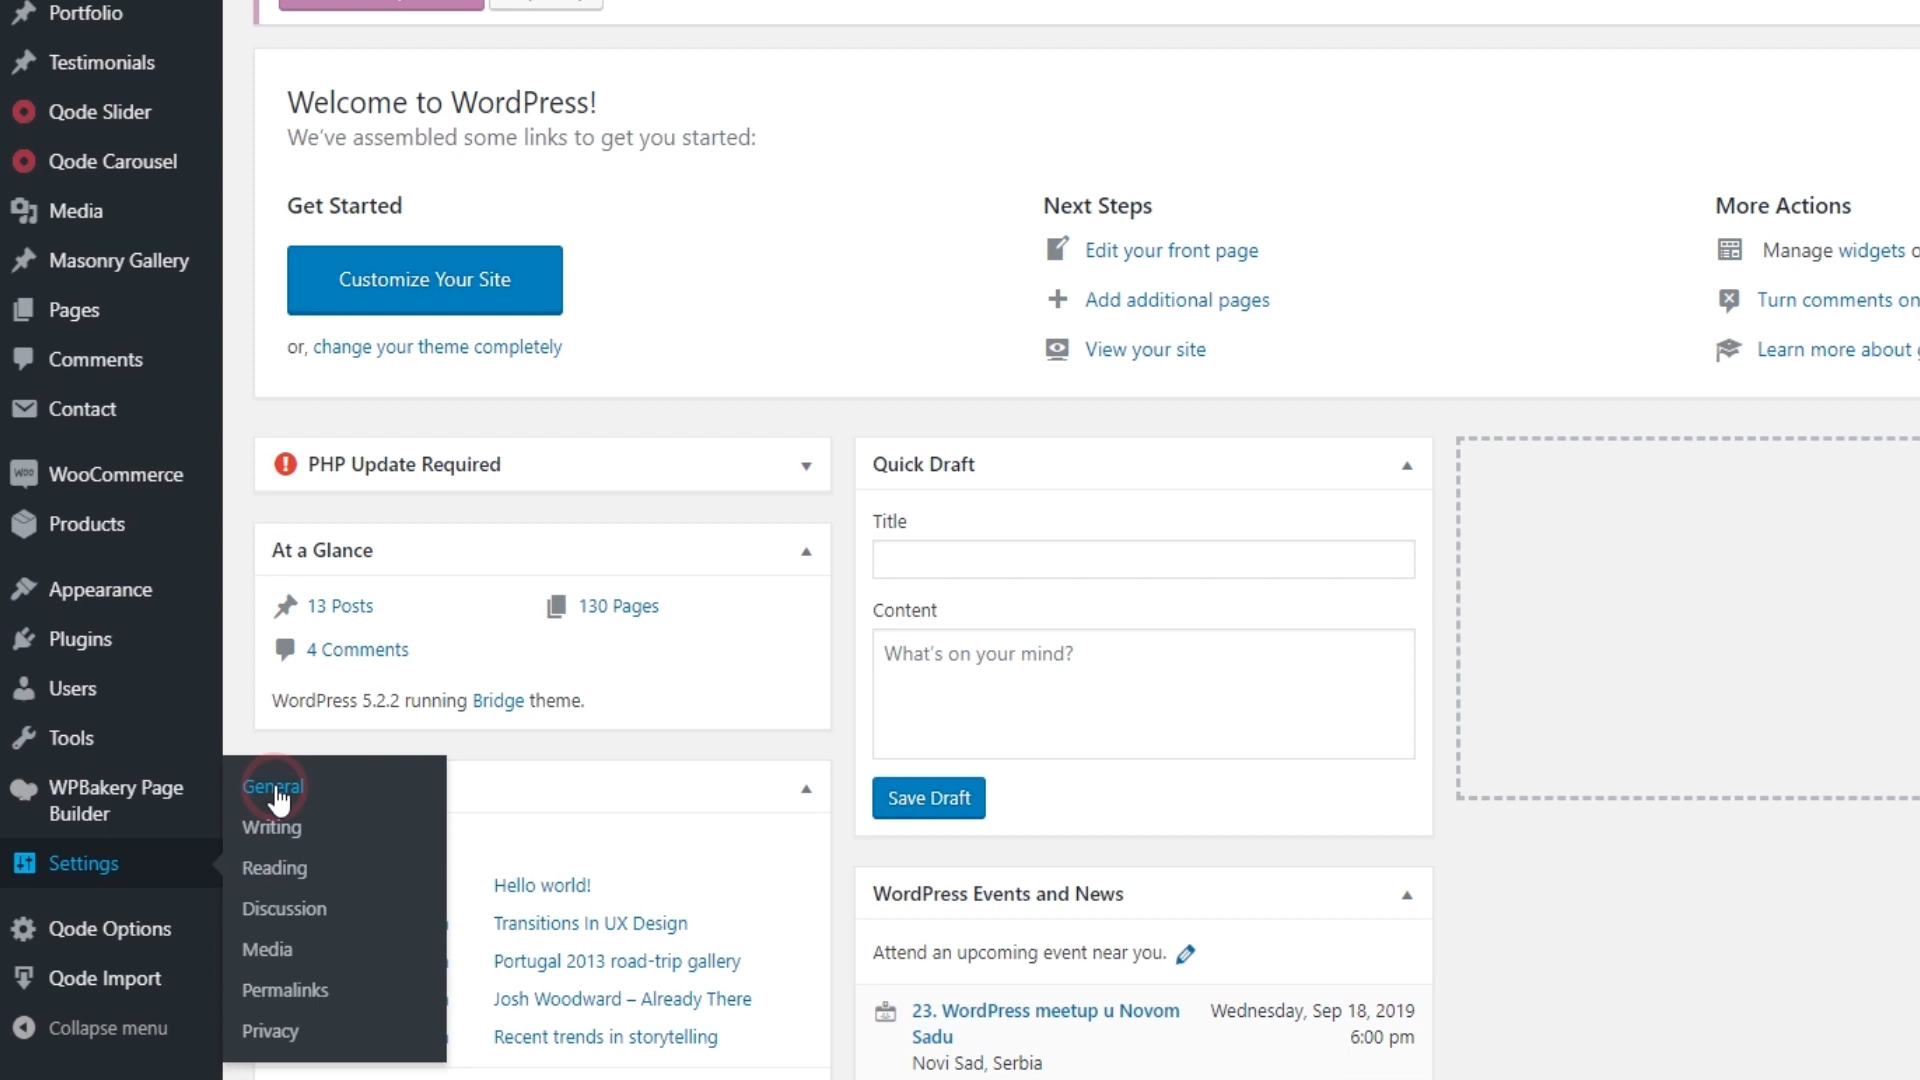 Portfolio
Testimonials
Qode Slider
Qode Carousel
Media
Masonry Gallery
Pages
Comments
Contact
WOO WooCommerce
Products
Appearance
Plugins
Users
Tools
WPBakery Page
Builder
Settings
Qode Options
Qode Import
Collapse menu
General
Writing
Reading
Discussion
Media
Permalinks
Privacy
Welcome to WordPress!
We've assembled some links to get you started:
Get Started
Customize Your Site
or, change your theme completely
Next Steps
Edit your front page
Add additional pages
View your site
More Actions
Manage widgets
Turn comments on
Learn more about
PHP Update Required
At a Glance
13 Posts
130 Pages
4 Comments
WordPress 5.2.2 running Bridge theme.
Hello world!
Transitions In UX Design
Portugal 2013 road-trip gallery
Josh Woodward – Already There
Recent trends in storytelling
Quick Draft
Title
Content
What's on your mind?
Save Draft
WordPress Events and News
Attend an upcoming event near you.
23. WordPress meetup u Novom
Sadu
Novi Sad, Serbia
Wednesday, Sep 18, 2019
6:00 pm